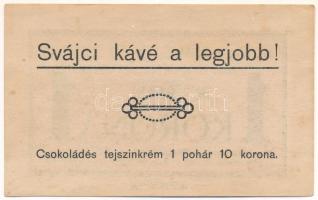 Svájci kávé a legjobb!
Csokoládés tejszinkrém 1 pohár 10 korona.